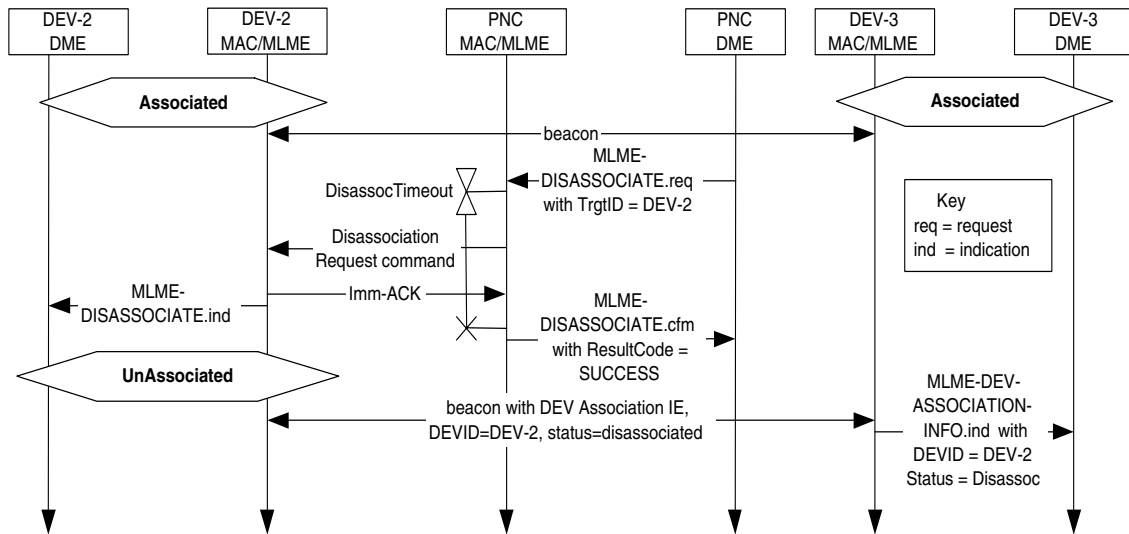 DEV-2
DME
DEV-2
MAC/MLME
PNC
MAC/MLME
PNC
DME
DEV-3
MAC/MLME
DEV-3
DME
Associated
Associated
beacon
MLME-
DISASSOCIATE.req
with TrgtID = DEV-2
DisassocTimeout
Key
req = request
ind = indication
Disassociation
Request command
Imm-ACK
MLME-
DISASSOCIATE.ind
MLME-
DISASSOCIATE.cfm
with ResultCode =
SUCCESS
UnAssociated
beacon with DEV Association IE,
DEVID=DEV-2, status=disassociated
MLME-DEV-
ASSOCIATION-
INFO.ind with
DEVID = DEV-2
Status = Disassoc